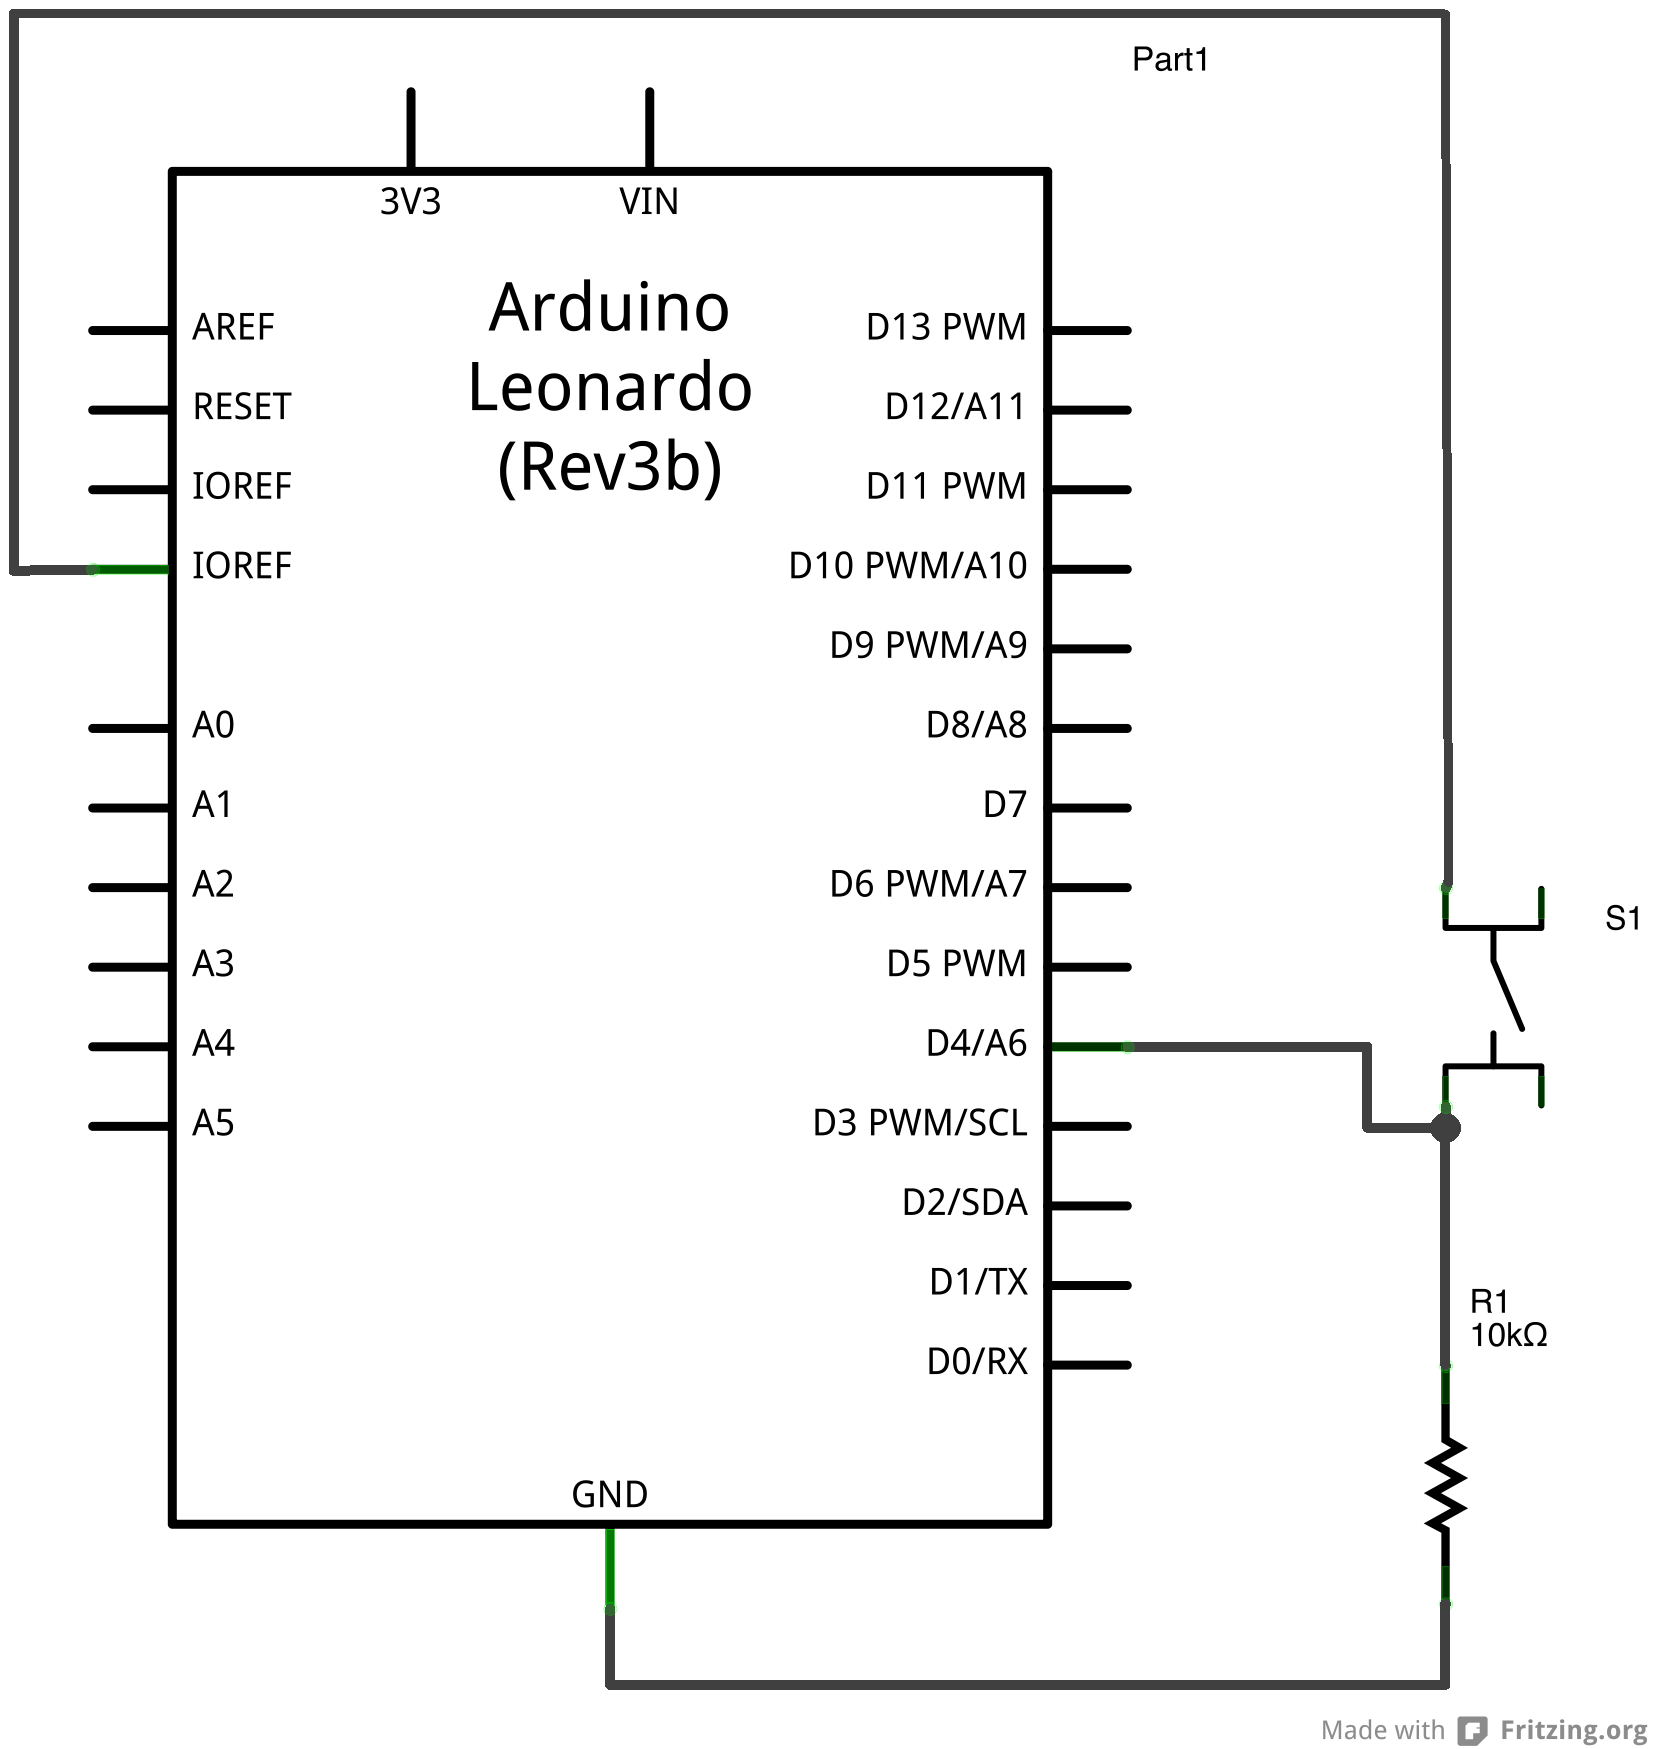 Part1
3V3
VIN
Arduino
Leonardo
(Rev3b)
AREF
RESET
IOREF
IOREF
A0
A1
A2
A3
A4
A5
D13 PWM
D12/A11
D11 PWM
D10 PWM/A10
D9 PWM/A9
D8/A8
D7
D6 PWM/A7
D5 PWM
D4/A6
D3 PWM/SCL
D2/SDA
D1/TX
D0/RX
GND
S1
R1
10kΩ
Made with Fritzing.org